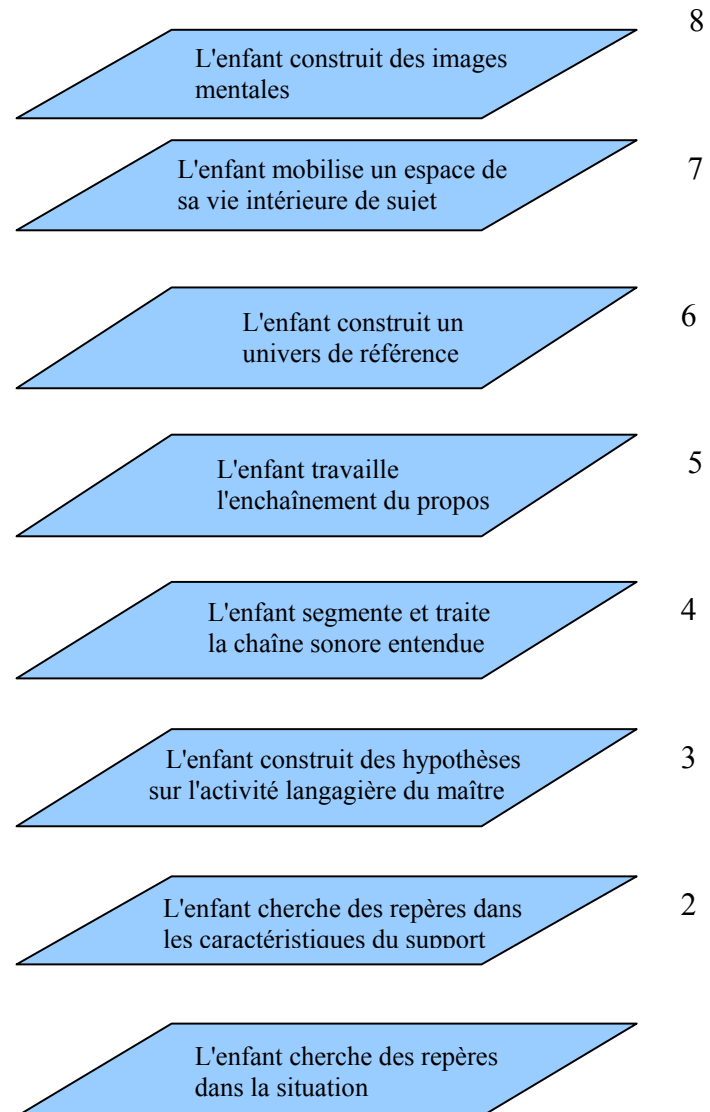 8
L'enfant construit des images
mentales
L'enfant mobilise un espace de
sa vie intérieure de sujet
7
L'enfant construit un
univers de référence
6
L'enfant travaille
l'enchaînement du propos
5
L'enfant segmente et traite
la chaîne sonore entendue
4
L'enfant construit des hypothèses
sur l'activité langagière du maître
3
L'enfant cherche des repères dans
les caractéristiques du support
2
L'enfant cherche des repères
dans la situation